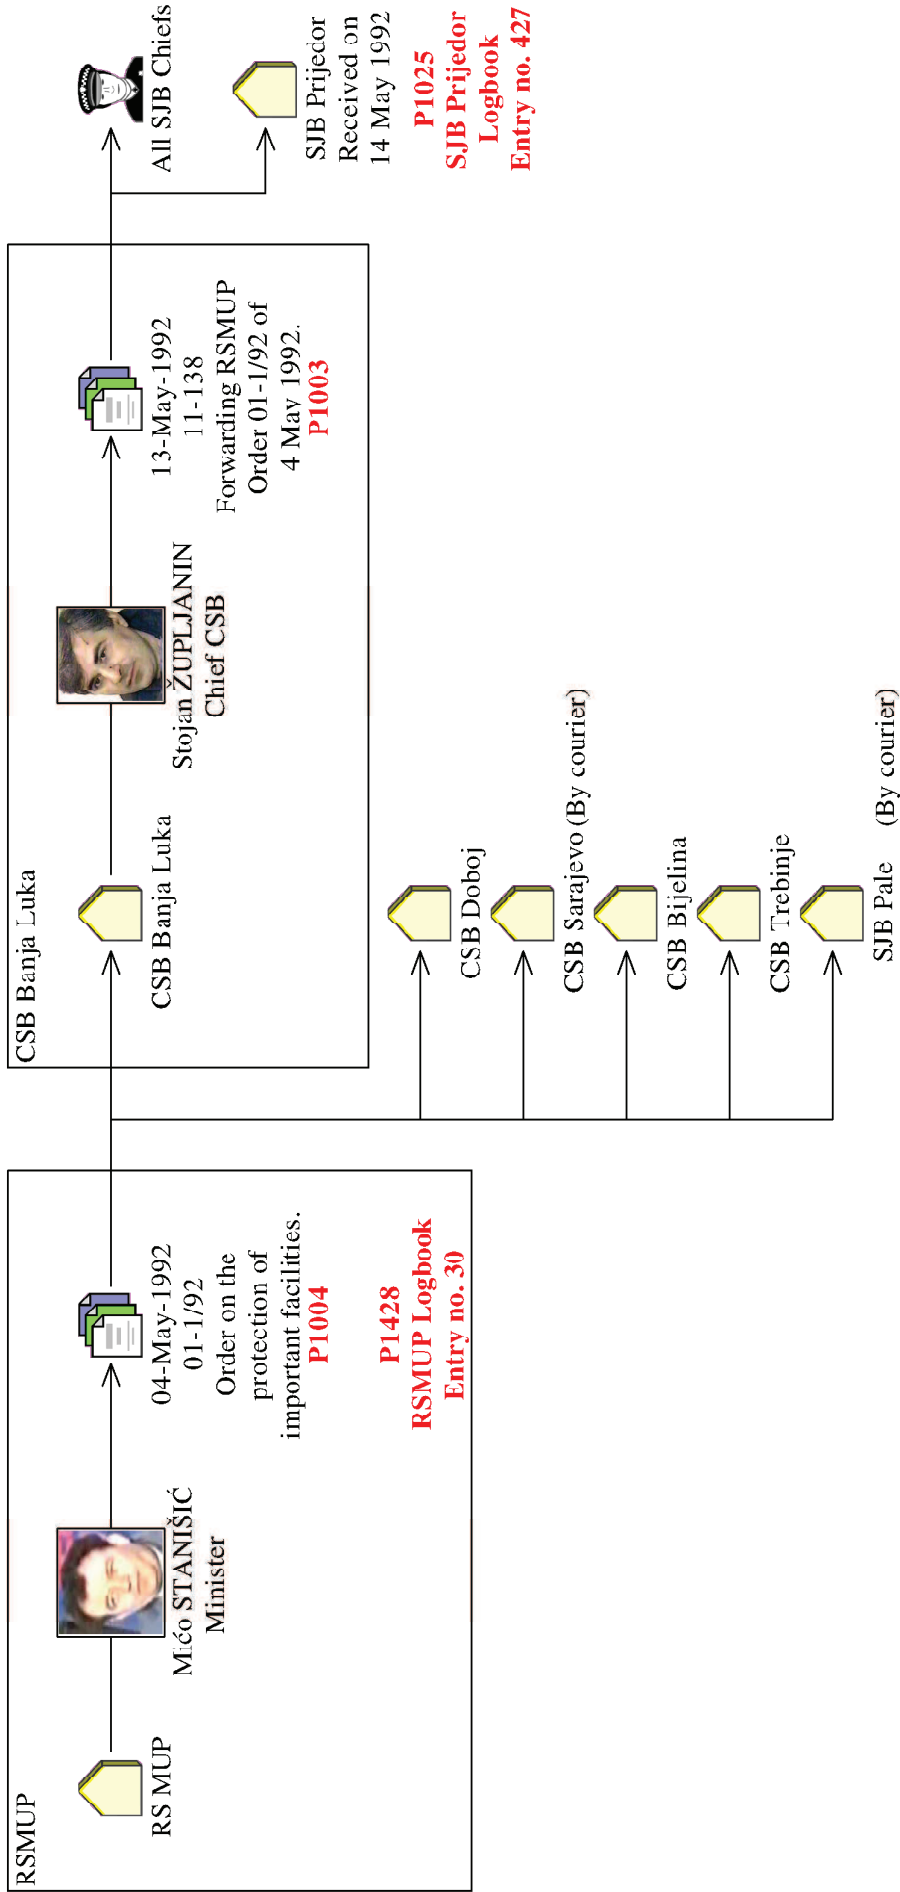 RSMUP
RS MUP
Mićo STANIŠIĆ
Minister
04-May-1992
01-1/92
Order on the
protection of
important facilities.
P1004
P1428
RSMUP Logbook
Entry no. 30
CSB Banja Luka
CSB Banja Luka
Stojan ŽUPLJANIN
Chief CSB
13-May-1992
11-138
Forwarding RSMUP
Order 01-1/92 of
4 May 1992.
P1003
CSB Doboj
CSB Sarajevo (By courier)
CSB Bijelina
CSB Trebinje
SJB Pale (By courier)
All SJB Chiefs
SJB Prijedor
Received on
14 May 1992
P1025
SJB Prijedor
Logbook
Entry no. 427